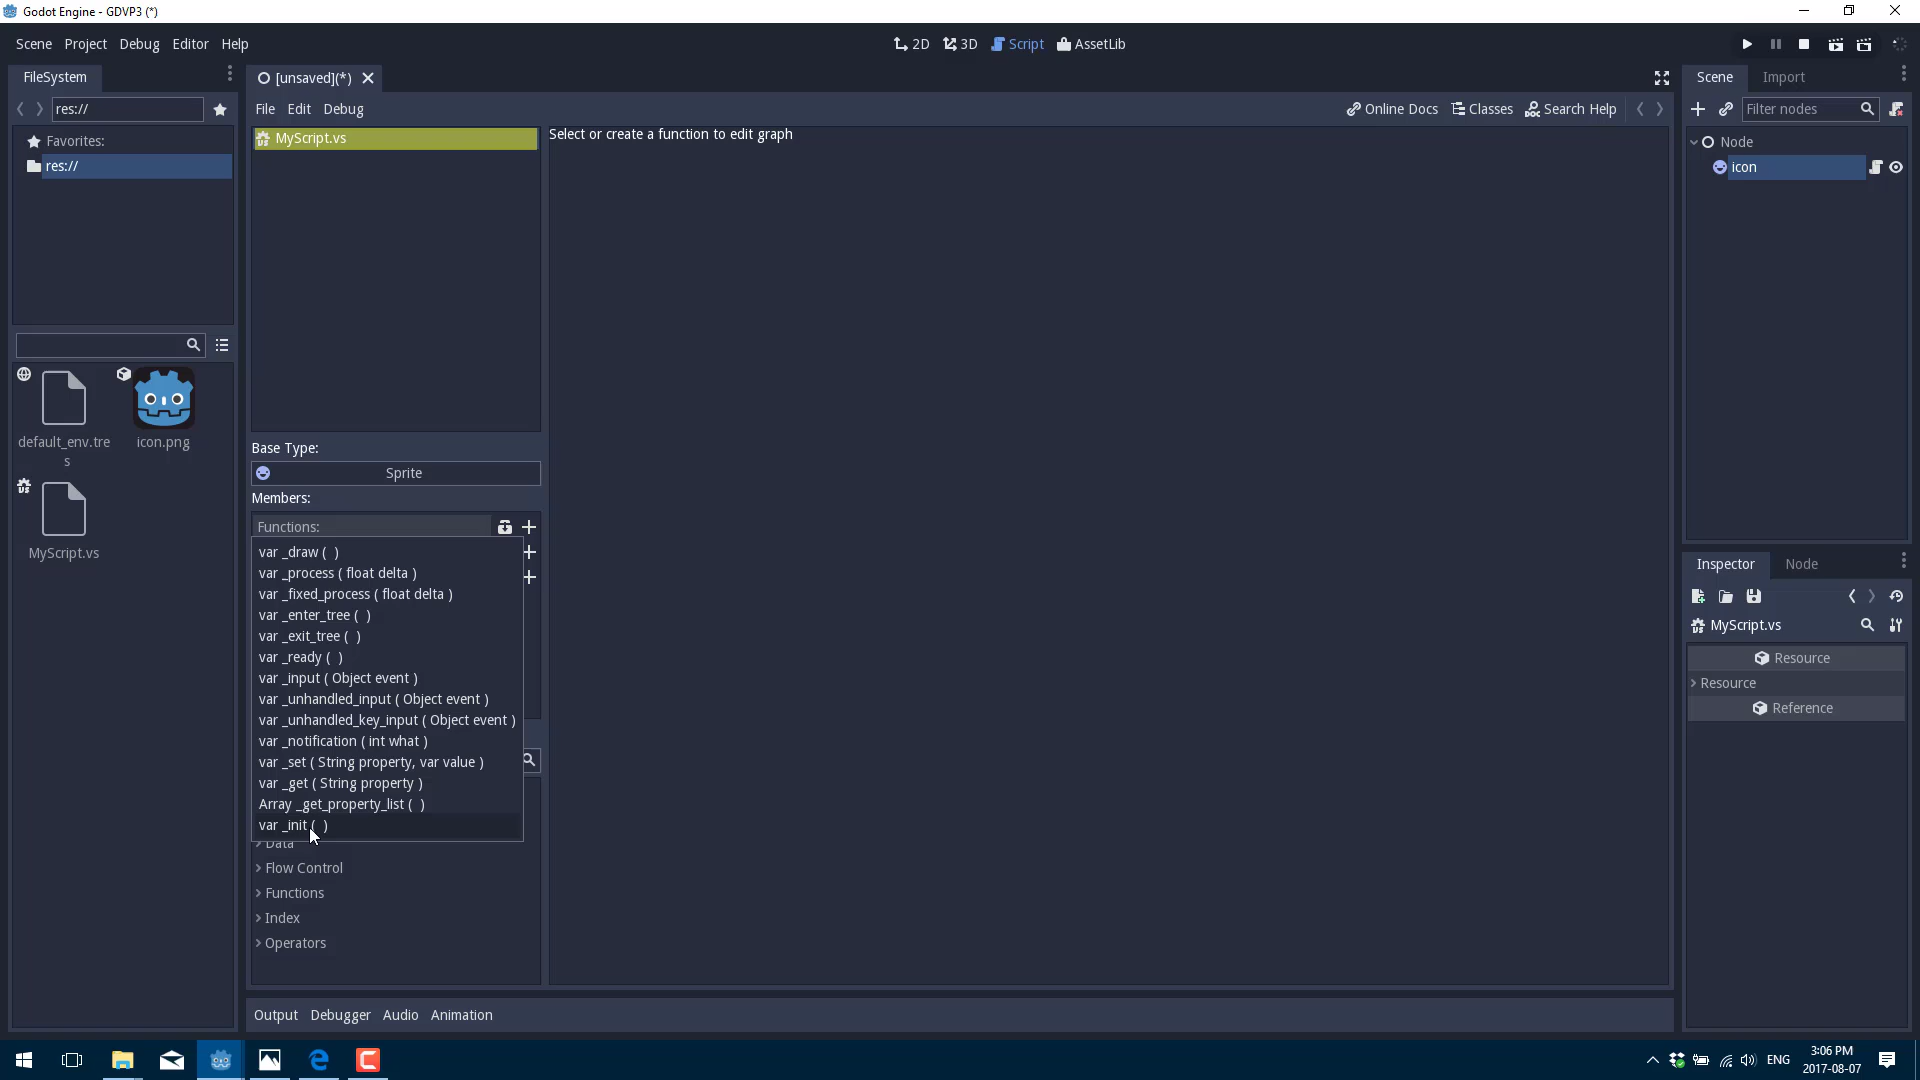 Godot Engine - GDVP3 (*)
Scene Project Debug Editor Help
2D 3D Script AssetLib
FileSystem
res://
Favorites:
res://
default_env.tre
s
icon.png
MyScript.vs
[unsaved](*)
File Edit Debug
Online Docs Classes Search Help
MyScript.vs
Select or create a function to edit graph
Base Type:
Sprite
Members:
Functions:
var _draw ( )
var _process ( float delta )
var _fixed_process ( float delta )
var _enter_tree ( )
var _exit_tree ( )
var _ready ( )
var _input ( Object event )
var _unhandled_input ( Object event )
var _unhandled_key_input ( Object event )
var _notification ( int what )
var _set ( String property, var value )
var _get ( String property )
Array _get_property_list ( )
var _init ( )
Data
Flow Control
Functions
Index
Operators
Output Debugger Audio Animation
Scene Import
Filter nodes
Node
icon
Inspector Node
MyScript.vs
Resource
Resource
Reference
ENG
3:06 PM
2017-08-07